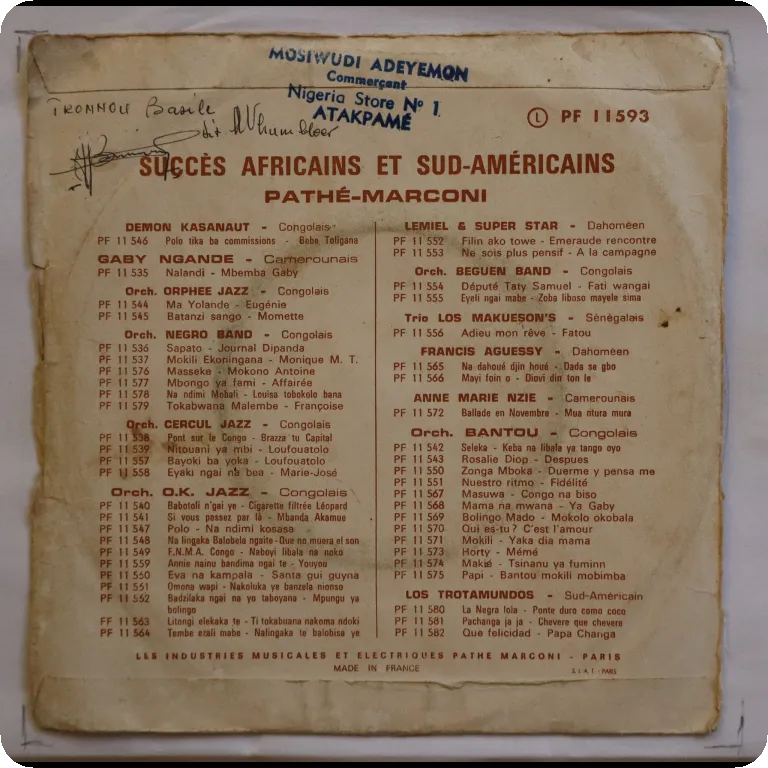 MOSIWUDI ADEYEMON
Commerçant
Nigeria Store Nº 1
ATAKPAMÉ
Basile
Ⓛ PF 11593
SUCCÈS AFRICAINS ET SUD-AMÉRICAINS
PATHÉ-MARCONI
DEMON KASANAUT - Congolais
PF 11 546 Polo tika ba commissions - Bebe Toligana
GABY NGANDE - Camerounais
PF 11 535 Nalandi - Mbemba Gaby
Orch. ORPHEE JAZZ - Congolais
PF 11 544 Ma Yolande - Eugénie
PF 11 545 Batanzi sango - Momette
Orch. NEGRO BAND - Congolais
PF 11 536 Sapato - Journal Dipanda
PF 11 537 Mokili Ekoningana - Monique M. T.
PF 11 576 Masseke - Mokono Antoine
PF 11 577 Mbongo ya fami - Affairée
PF 11 578 Na ndimi Mobali - Louisa tobokolo bana
PF 11 579 Tokabwana Malembe - Françoise
Orch. CERCUL JAZZ - Congolais
PF 11 538 Pont sur le Congo - Brazza tu Capital
PF 11 539 Nitouani ya mbi - Loufouatolo
PF 11 557 Bayoki ba yoka - Loufouatolo
PF 11 558 Eyaki ngai na bea - Marie-José
Orch. O.K. JAZZ - Congolais
PF 11 540 Babotoli n'gai ye - Cigarette filtrée Léopard
PF 11 541 Si vous passez par là - Mbanda Akamue
PF 11 547 Polo - Na ndimi kosasa
PF 11 548 Na lingaka Balobela ngaite - Que no muera el son
PF 11 549 F.N.M.A. Congo - Naboyi libala na noko
PF 11 559 Annie nainu bandima ngai te - Youyou
PF 11 550 Eva na kampala - Santa gui guyna
PF 11 551 Omona wapi - Nakoluka ye banzela nionso
PF 11 552 Badzilaka ngai na yo taboyana - Mpungu ya
bolingo
FF 11 563 Litongi elekaka te - Ti tokabuana nakoma ndoki
PF 11 564 Tembe ezali mabe - Nalingaka te balobisa ye
LEMIEL & SUPER STAR - Dahoméen
PF 11 552 Filin ako towe - Emeraude rencontre
PF 11 553 Ne sois plus pensif - A la campagne
Orch. BEGUEN BAND - Congolais
PF 11 554 Député Taty Samuel - Fati wangai
PF 11 555 Eyeli ngai mabe - Zoba liboso mayele sima
Trio LOS MAKUESON'S - Sénégalais
PF 11 556 Adieu mon rêve - Fatou
FRANCIS AGUESSY - Dahoméen
PF 11 565 Na dahoué djin houé - Dada se gbo
PF 11 566 Mayi foin o - Diovi din ton le
ANNE MARIE NZIE - Camerounais
PF 11 572 Ballade en Novembre - Mua ntura mura
Orch. BANTOU - Congolais
PF 11 542 Seleka - Keba na libala ya tango oyo
PF 11 543 Rosalie Diop - Despues
PF 11 550 Zonga Mboka - Duerme y pensa me
PF 11 551 Nuestro ritmo - Fidélité
PF 11 567 Masuwa - Congo na biso
PF 11 568 Mama na mwana - Ya Gaby
PF 11 569 Bolingo Mado - Mokolo okobala
PF 11 570 Qui es-tu ? C'est l'amour
PF 11 571 Mokili - Yaka dia mama
PF 11 573 Horty - Mémé
PF 11 574 Makié - Tsinanu ya fuminn
PF 11 575 Papi - Bantou mokili mobimba
LOS TROTAMUNDOS - Sud-Américain
PF 11 580 La Negra lola - Ponte duro como coco
PF 11 581 Pachanga ja ja - Chevere que chevere
PF 11 582 Que felicidad - Papa Changa
LES INDUSTRIES MUSICALES ET ELECTRIQUES PATHE MARCONI - PARIS
MADE IN FRANCE
S.I.A.T. - PARIS